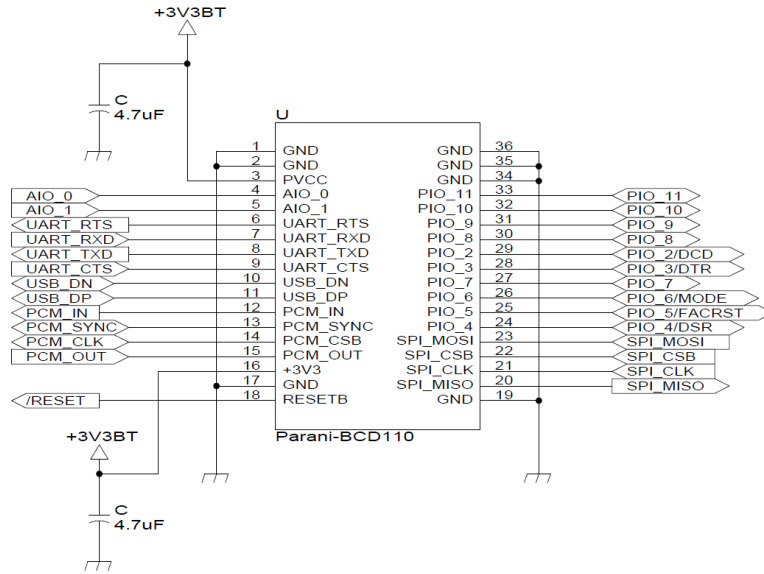 +3V3BT
C
4.7uF
U
1 GND GND 36
2 GND GND 35
3 PVCC GND 34
AIO_0 4 AIO_0 PIO_11 33 PIO_11
AIO_1 5 AIO_1 PIO_10 32 PIO_10
UART_RTS 6 UART_RTS PIO_9 31 PIO_9
UART_RXD 7 UART_RXD PIO_8 30 PIO_8
UART_TXD 8 UART_TXD PIO_2 29 PIO_2/DCD
UART_CTS 9 UART_CTS PIO_3 28 PIO_3/DTR
USB_DN 10 USB_DN PIO_7 27 PIO_7
USB_DP 11 USB_DP PIO_6 26 PIO_6/MODE
PCM_IN 12 PCM_IN PIO_5 25 PIO_5/FACRST
PCM_SYNC 13 PCM_SYNC PIO_4 24 PIO_4/DSR
PCM_CLK 14 PCM_CSB SPI_MOSI 23 SPI_MOSI
PCM_OUT 15 PCM_OUT SPI_CSB 22 SPI_CSB
16 +3V3 SPI_CLK 21 SPI_CLK
17 GND SPI_MISO 20 SPI_MISO
/RESET 18 RESETB GND 19
Parani-BCD110
+3V3BT
C
4.7uF